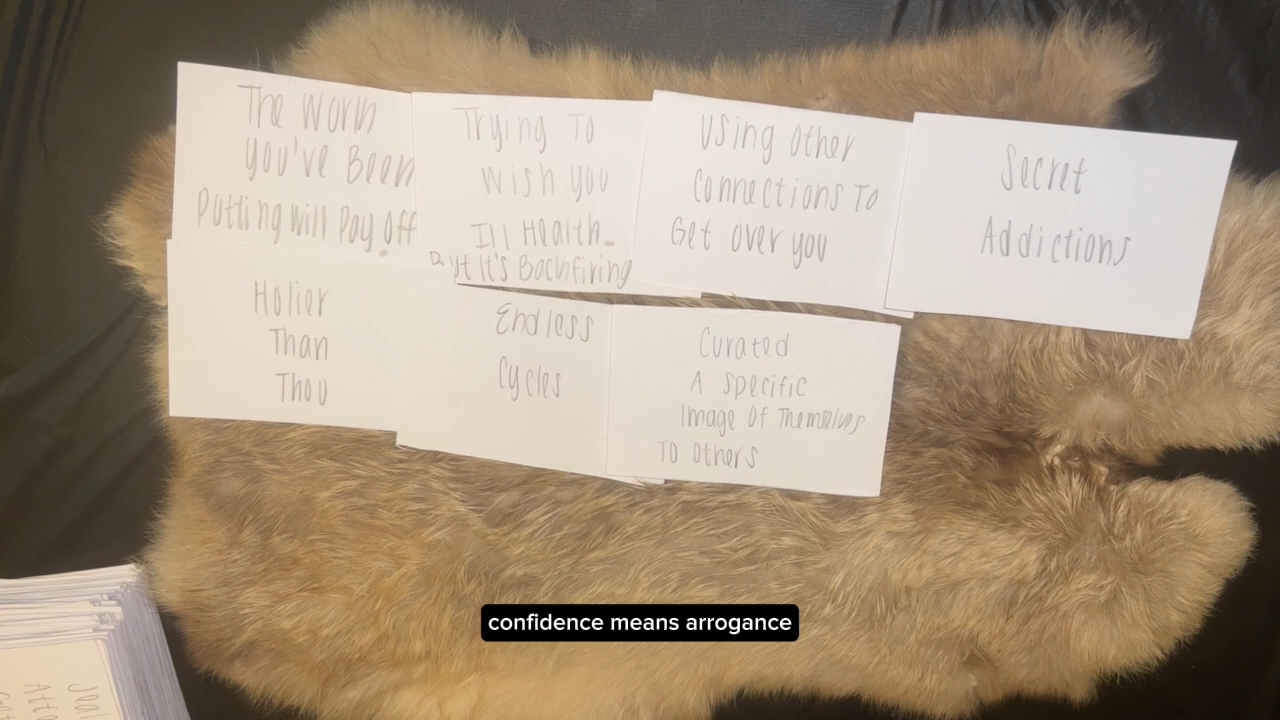 The Worn
You've Been
Putting Will Pay Off.
Trying To
Wish You
Ill Health.
But It's Bachfiring
Using Other
Connections To
Get Over You
Secret
Addictions
Holier
Than
Thou
Endless
Cycles
Curated
A Specific
Image Of Themselves
To Others
confidence means arrogance